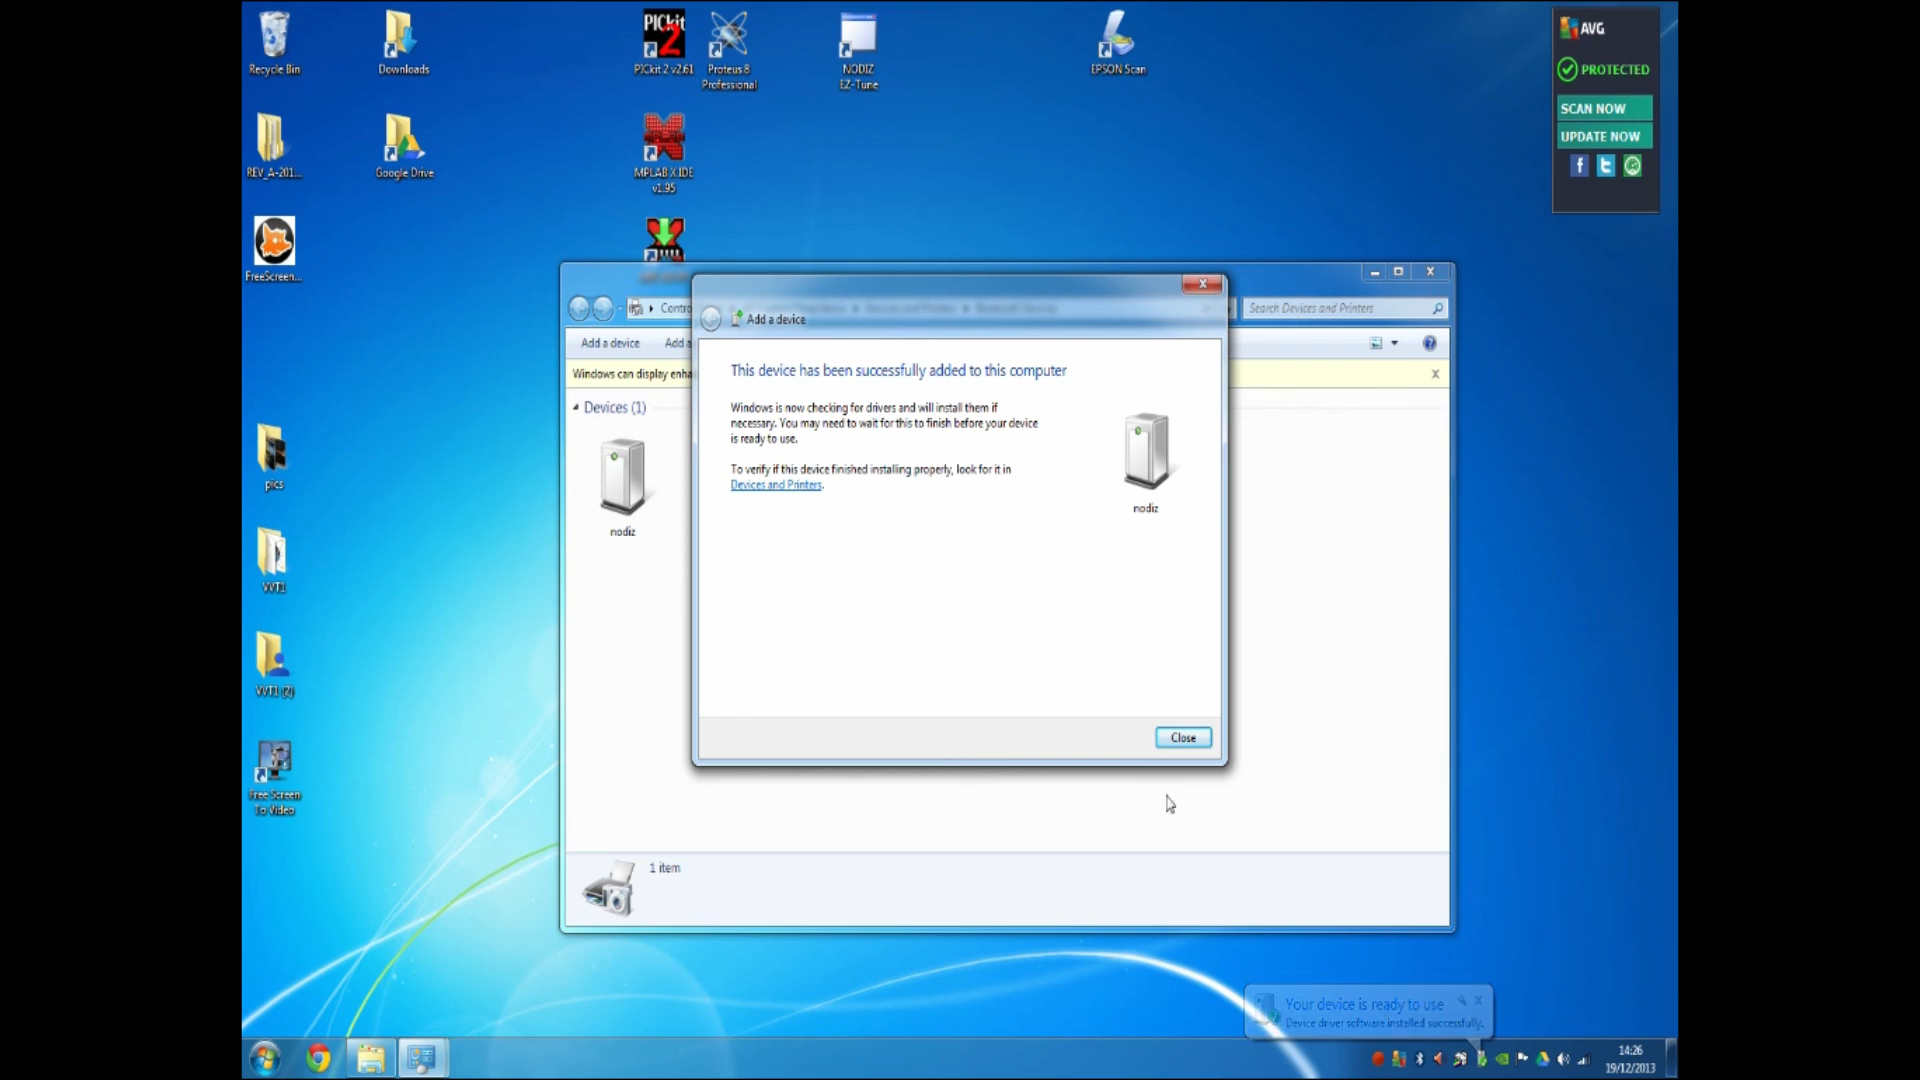 Recycle Bin
Downloads
PICkit 2 v2.61
Proteus 8
Professional
NODIZ
EZ-Tune
EPSON Scan
AVG
PROTECTED
SCAN NOW
UPDATE NOW
REV_A-201...
Google Drive
MPLAB X IDE
v1.95
FreeScreen...
pics
VVT1
VVT1 (2)
Free Screen
To Video
Contro
Search Devices and Printers
Add a device
Add a
Windows can display enha
Devices (1)
nodiz
1 item
Add a device
This device has been successfully added to this computer
Windows is now checking for drivers and will install them if
necessary. You may need to wait for this to finish before your device
is ready to use.
To verify if this device finished installing properly, look for it in
Devices and Printers.
nodiz
Close
Your device is ready to use
Device driver software installed successfully.
14:26
19/12/2013